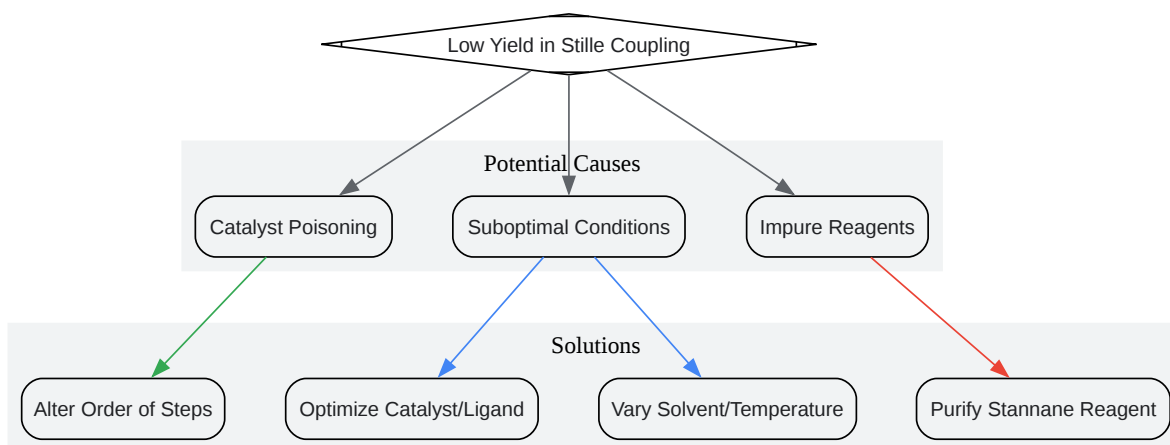 Low Yield in Stille Coupling
Potential Causes
Catalyst Poisoning
Suboptimal Conditions
Impure Reagents
Solutions
Alter Order of Steps
Optimize Catalyst/Ligand
Vary Solvent/Temperature
Purify Stannane Reagent